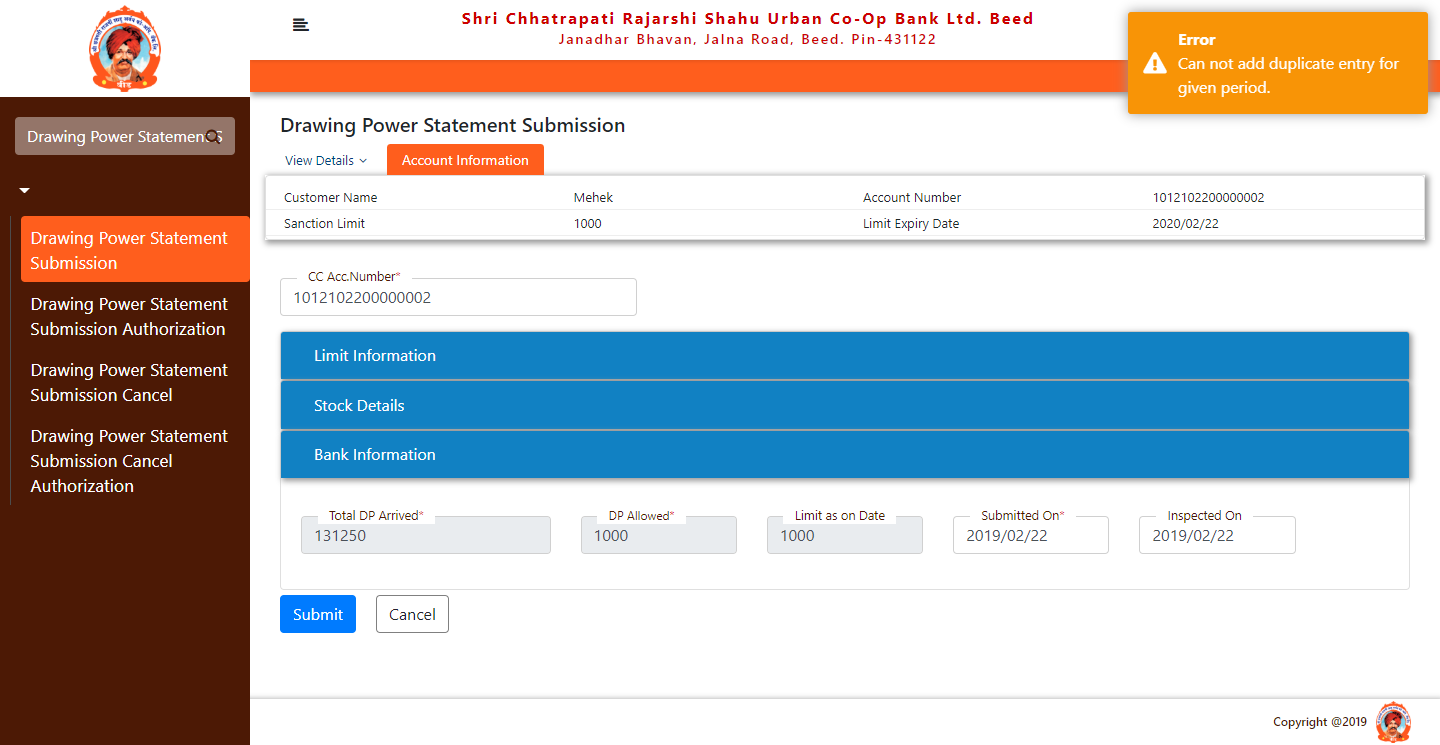 Shri Chhatrapati Rajarshi Shahu Urban Co-Op Bank Ltd. Beed
Janadhar Bhavan, Jalna Road, Beed. Pin-431122
Error
Can not add duplicate entry for
given period.
Drawing Power Statement S
Drawing Power Statement
Submission
Drawing Power Statement
Submission Authorization
Drawing Power Statement
Submission Cancel
Drawing Power Statement
Submission Cancel
Authorization
Drawing Power Statement Submission
View Details
Account Information
Customer Name Mehek Account Number 1012102200000002
Sanction Limit 1000 Limit Expiry Date 2020/02/22
CC Acc.Number*
1012102200000002
Limit Information
Stock Details
Bank Information
Total DP Arrived* DP Allowed* Limit as on Date Submitted On* Inspected On
131250 1000 1000 2019/02/22 2019/02/22
Submit Cancel
Copyright @2019